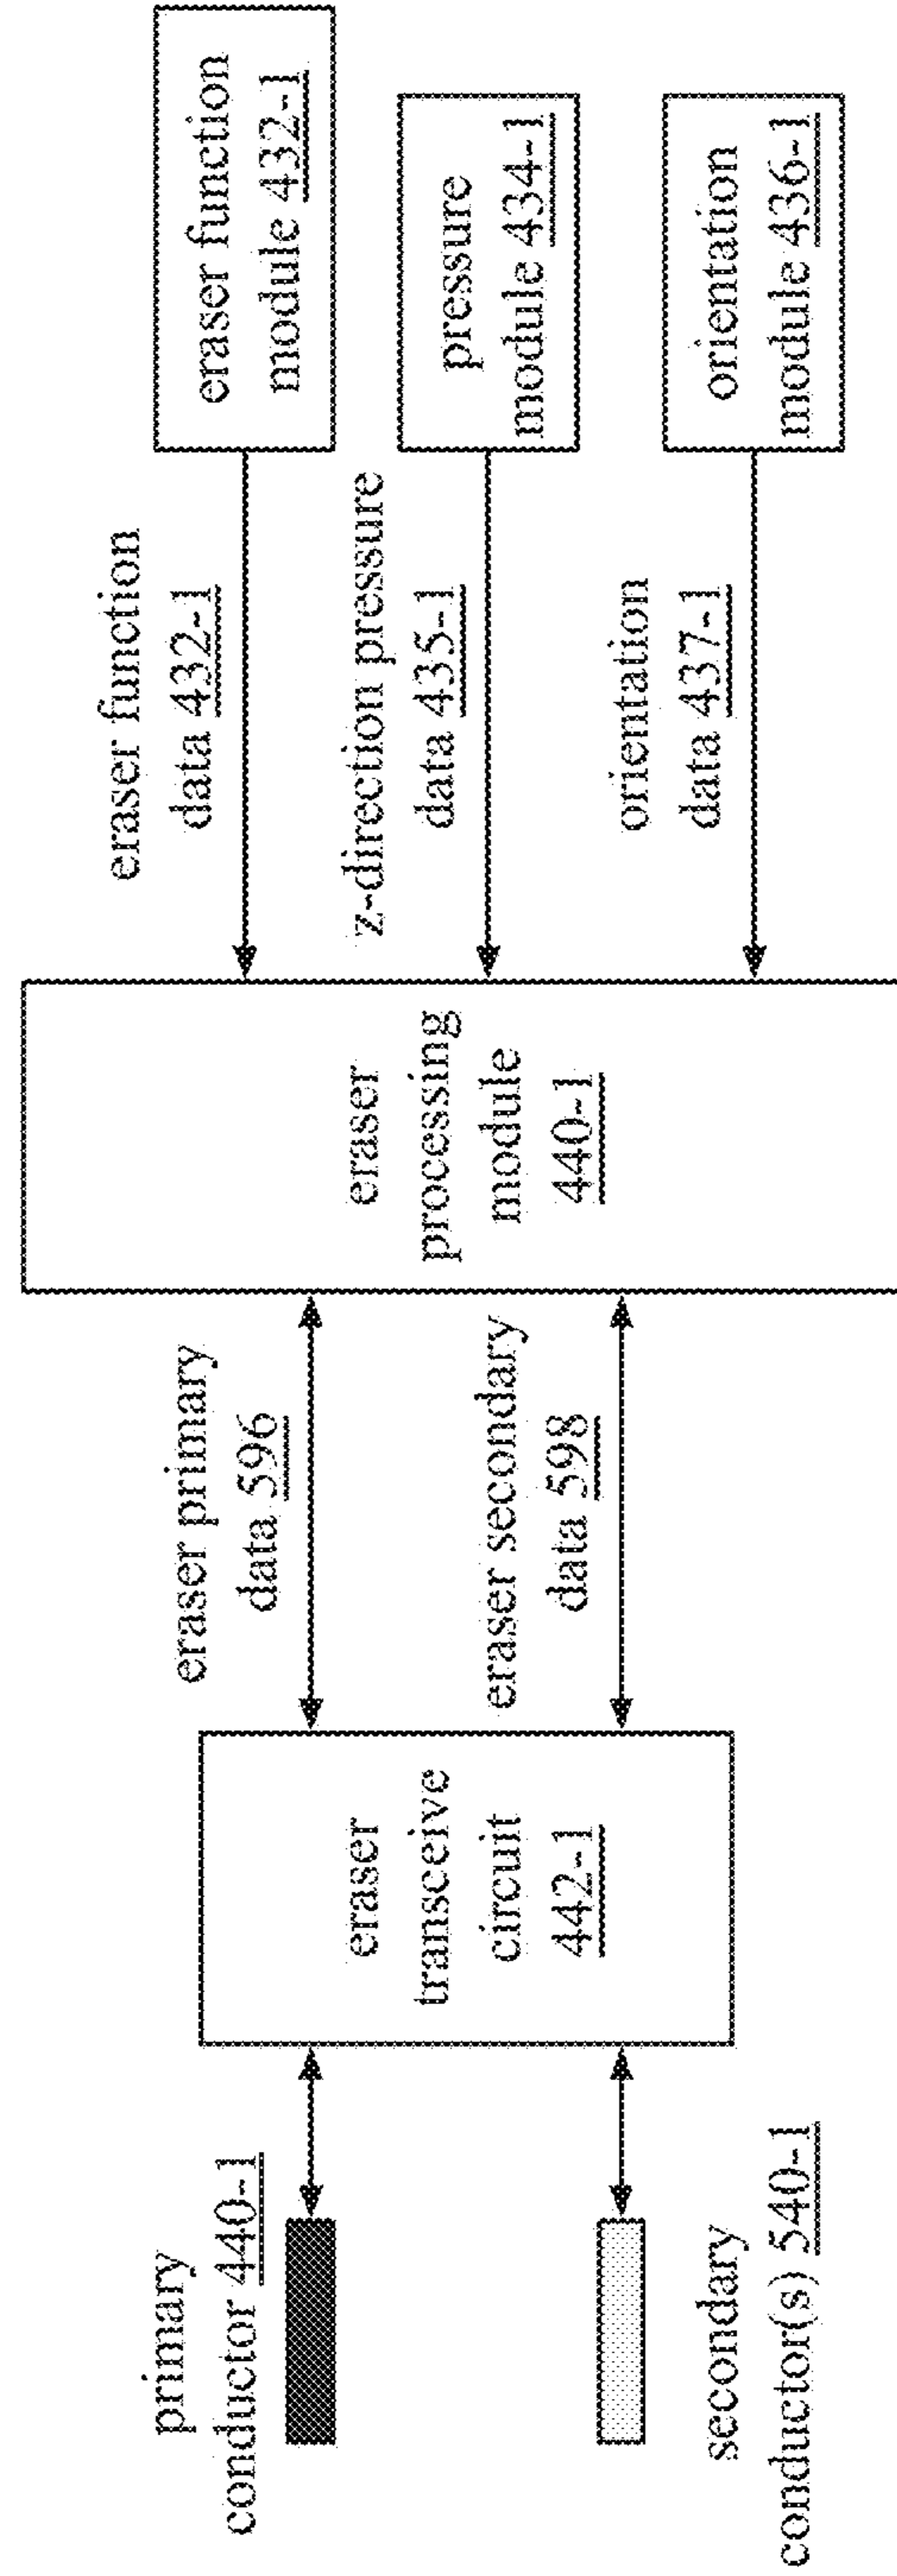 primary
conductor 440-1
secondary
conductor(s) 540-1
eraser
transceive
circuit
442-1
eraser primary
data 596
eraser secondary
data 598
eraser
processing
module
440-1
eraser function
data 432-1
z-direction pressure
data 435-1
orientation
data 437-1
eraser function
module 432-1
pressure
module 434-1
orientation
module 436-1